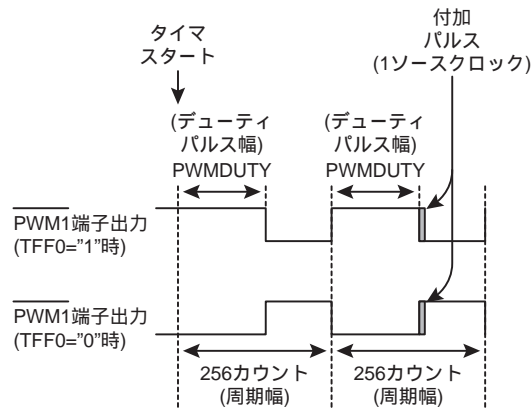 タイマ
スタート
付加
パルス
(1ソースクロック)
(デューティ
パルス幅)
PWMDUTY
(デューティ
パルス幅)
PWMDUTY
PWM1端子出力
(TFF0="1"時)
PWM1端子出力
(TFF0="0"時)
256カウント
(周期幅)
256カウント
(周期幅)